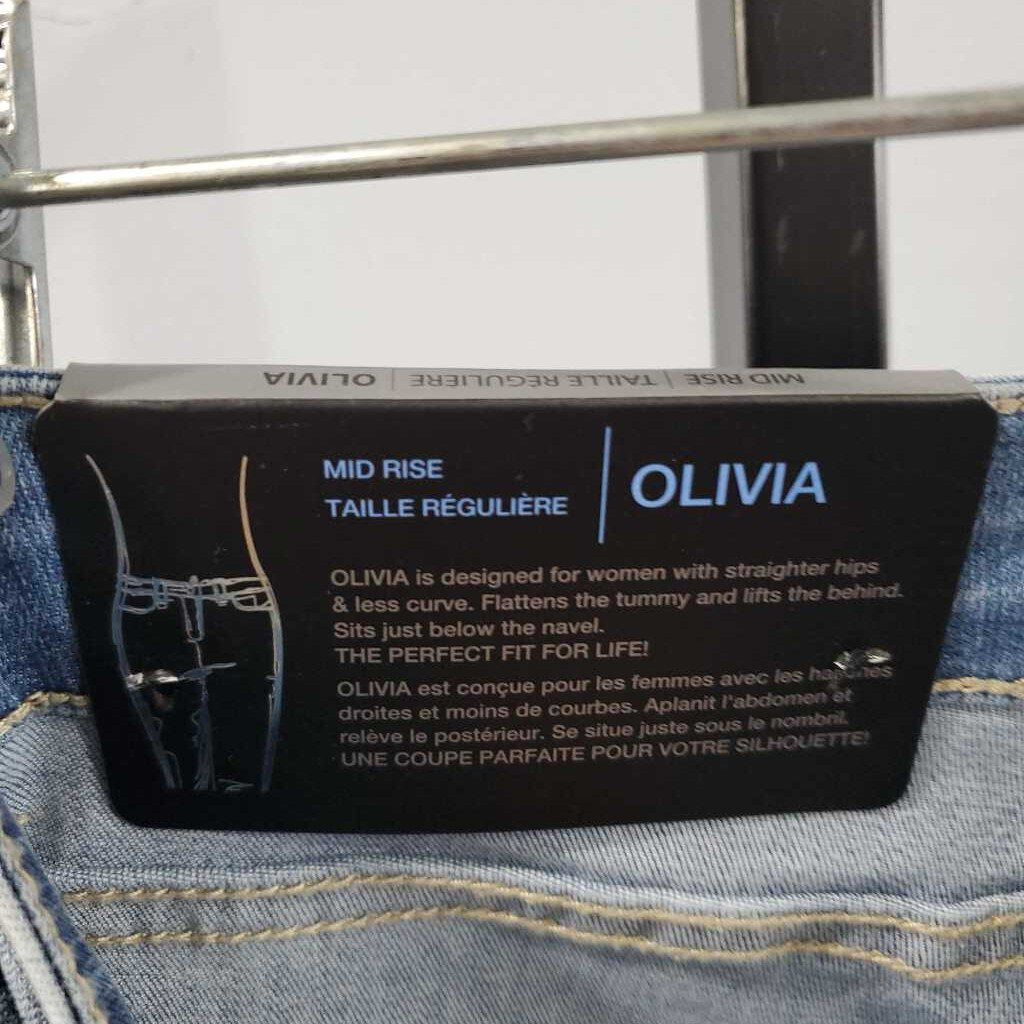 OLIVIA | TAILLE RÉGULIÈRE | MID RISE
MID RISE
TAILLE RÉGULIÈRE
OLIVIA
OLIVIA is designed for women with straighter hips
& less curve. Flattens the tummy and lifts the behind.
Sits just below the navel.
THE PERFECT FIT FOR LIFE!
OLIVIA est conçue pour les femmes avec les
droites et moins de courbes. Aplanit l'abdomen et
relève le postérieur. Se situe juste sous le nombril.
UNE COUPE PARFAITE POUR VOTRE SILHOUETTE!